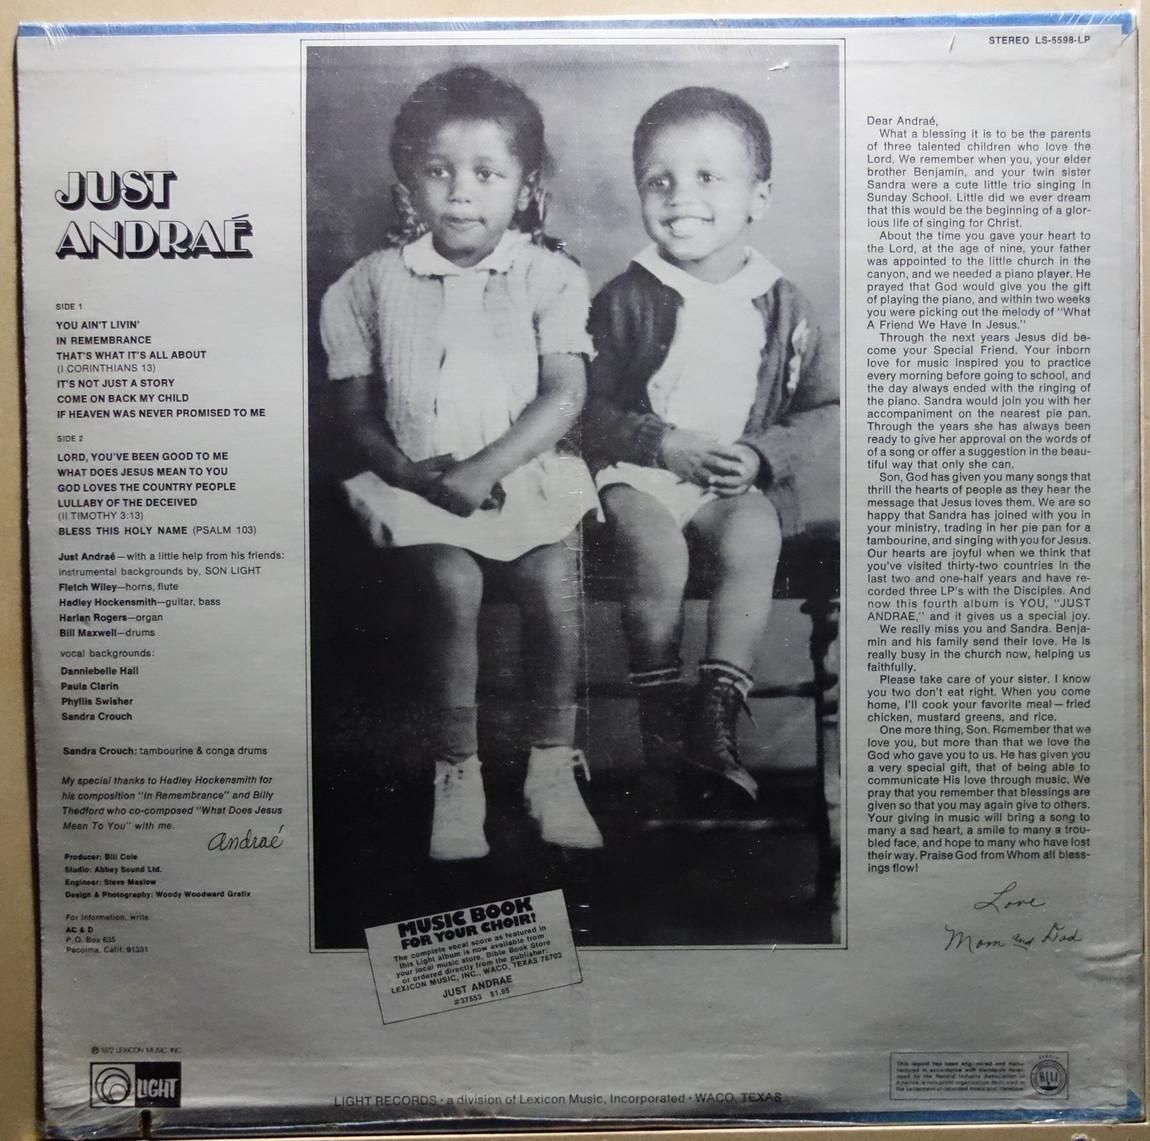 STEREO LS-5598-LP
JUST
ANDRAÉ
SIDE 1
YOU AIN'T LIVIN'
IN REMEMBRANCE
THAT'S WHAT IT'S ALL ABOUT
(I CORINTHIANS 13)
IT'S NOT JUST A STORY
COME ON BACK MY CHILD
IF HEAVEN WAS NEVER PROMISED TO ME
SIDE 2
LORD, YOU'VE BEEN GOOD TO ME
WHAT DOES JESUS MEAN TO YOU
GOD LOVES THE COUNTRY PEOPLE
LULLABY OF THE DECEIVED
(II TIMOTHY 3:13)
BLESS THIS HOLY NAME (PSALM 103)
Just Andraé—with a little help from his friends:
instrumental backgrounds by, SON LIGHT
Fletch Wiley—horns, flute
Hadley Hockensmith—guitar, bass
Harlan Rogers—organ
Bill Maxwell—drums
vocal backgrounds:
Danniebelle Hall
Paula Clarin
Phyllis Swisher
Sandra Crouch
Sandra Crouch: tambourine & conga drums
My special thanks to Hadley Hockensmith for
his composition "In Remembrance" and Billy
Thedford who co-composed "What Does Jesus
Mean To You" with me.
Andraé
Producer: Bill Cole
Studio: Abbey Sound Ltd.
Engineer: Steve Maslow
Design & Photography: Woody Woodward Grafix
For information, write
AC & D
P.O. Box 635
Pacoima, Calif. 91331
MUSIC BOOK
FOR YOUR CHOIR!
The complete vocal score as featured in
this Light album is now available from
your local music store, Bible Book Store
or ordered directly from the publisher.
LEXICON MUSIC, INC., WACO, TEXAS 76703
JUST ANDRAE
#37553 $1.95
Dear Andraé,
What a blessing it is to be the parents
of three talented children who love the
Lord. We remember when you, your elder
brother Benjamin, and your twin sister
Sandra were a cute little trio singing in
Sunday School. Little did we ever dream
that this would be the beginning of a glor-
ious life of singing for Christ.
About the time you gave your heart to
the Lord, at the age of nine, your father
was appointed to the little church in the
canyon, and we needed a piano player. He
prayed that God would give you the gift
of playing the piano, and within two weeks
you were picking out the melody of "What
A Friend We Have In Jesus."
Through the next years Jesus did be-
come your Special Friend. Your inborn
love for music inspired you to practice
every morning before going to school, and
the day always ended with the ringing of
the piano. Sandra would join you with her
accompaniment on the nearest pie pan.
Through the years she has always been
ready to give her approval on the words of
of a song or offer a suggestion in the beau-
tiful way that only she can.
Son, God has given you many songs that
thrill the hearts of people as they hear the
message that Jesus loves them. We are so
happy that Sandra has joined with you in
your ministry, trading in her pie pan for a
tambourine, and singing with you for Jesus.
Our hearts are joyful when we think that
you've visited thirty-two countries in the
last two and one-half years and have re-
corded three LP's with the Disciples. And
now this fourth album is YOU, "JUST
ANDRAE," and it gives us a special joy.
We really miss you and Sandra. Benja-
min and his family send their love. He is
really busy in the church now, helping us
faithfully.
Please take care of your sister. I know
you two don't eat right. When you come
home, I'll cook your favorite meal—fried
chicken, mustard greens, and rice.
One more thing, Son. Remember that we
love you, but more than that we love the
God who gave you to us. He has given you
a very special gift, that of being able to
communicate His love through music. We
pray that you remember that blessings are
given so that you may again give to others.
Your giving in music will bring a song to
many a sad heart, a smile to many a trou-
bled face, and hope to many who have lost
their way. Praise God from Whom all bless-
ings flow!
Love
Mom and Dad
℗ 1972 LEXICON MUSIC INC
LIGHT
LIGHT RECORDS • a division of Lexicon Music, Incorporated • WACO, TEXAS